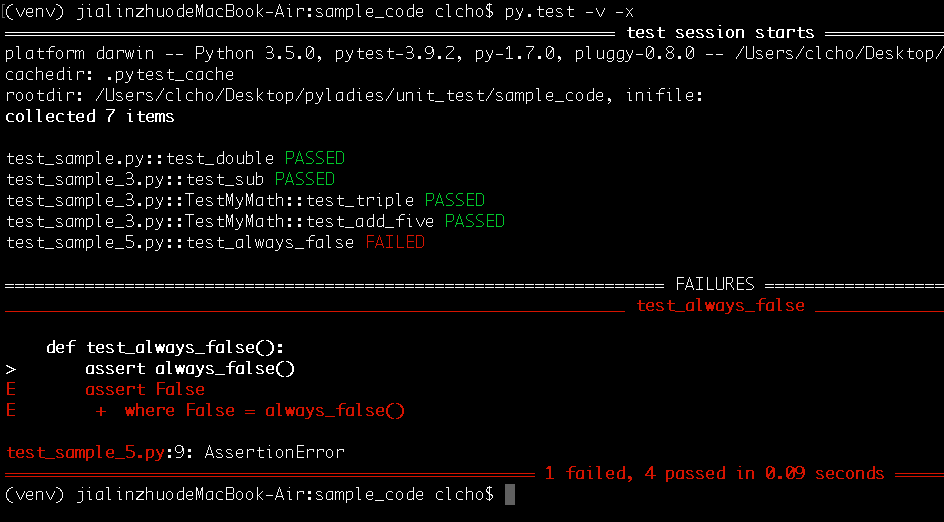 (venv) jialinzhuodeMacBook-Air:sample_code clcho$ py.test -v -x
============================================================= test session starts ============
platform darwin -- Python 3.5.0, pytest-3.9.2, py-1.7.0, pluggy-0.8.0 -- /Users/clcho/Desktop/
cachedir: .pytest_cache
rootdir: /Users/clcho/Desktop/pyladies/unit_test/sample_code, inifile:
collected 7 items
test_sample.py::test_double PASSED
test_sample_3.py::test_sub PASSED
test_sample_3.py::TestMyMath::test_triple PASSED
test_sample_3.py::TestMyMath::test_add_five PASSED
test_sample_5.py::test_always_false FAILED
================================================================== FAILURES ==================
______________________________________________________________ test_always_false _____________
def test_always_false():
> assert always_false()
E assert False
E + where False = always_false()
test_sample_5.py:9: AssertionError
===================================================== 1 failed, 4 passed in 0.09 seconds =====
(venv) jialinzhuodeMacBook-Air:sample_code clcho$